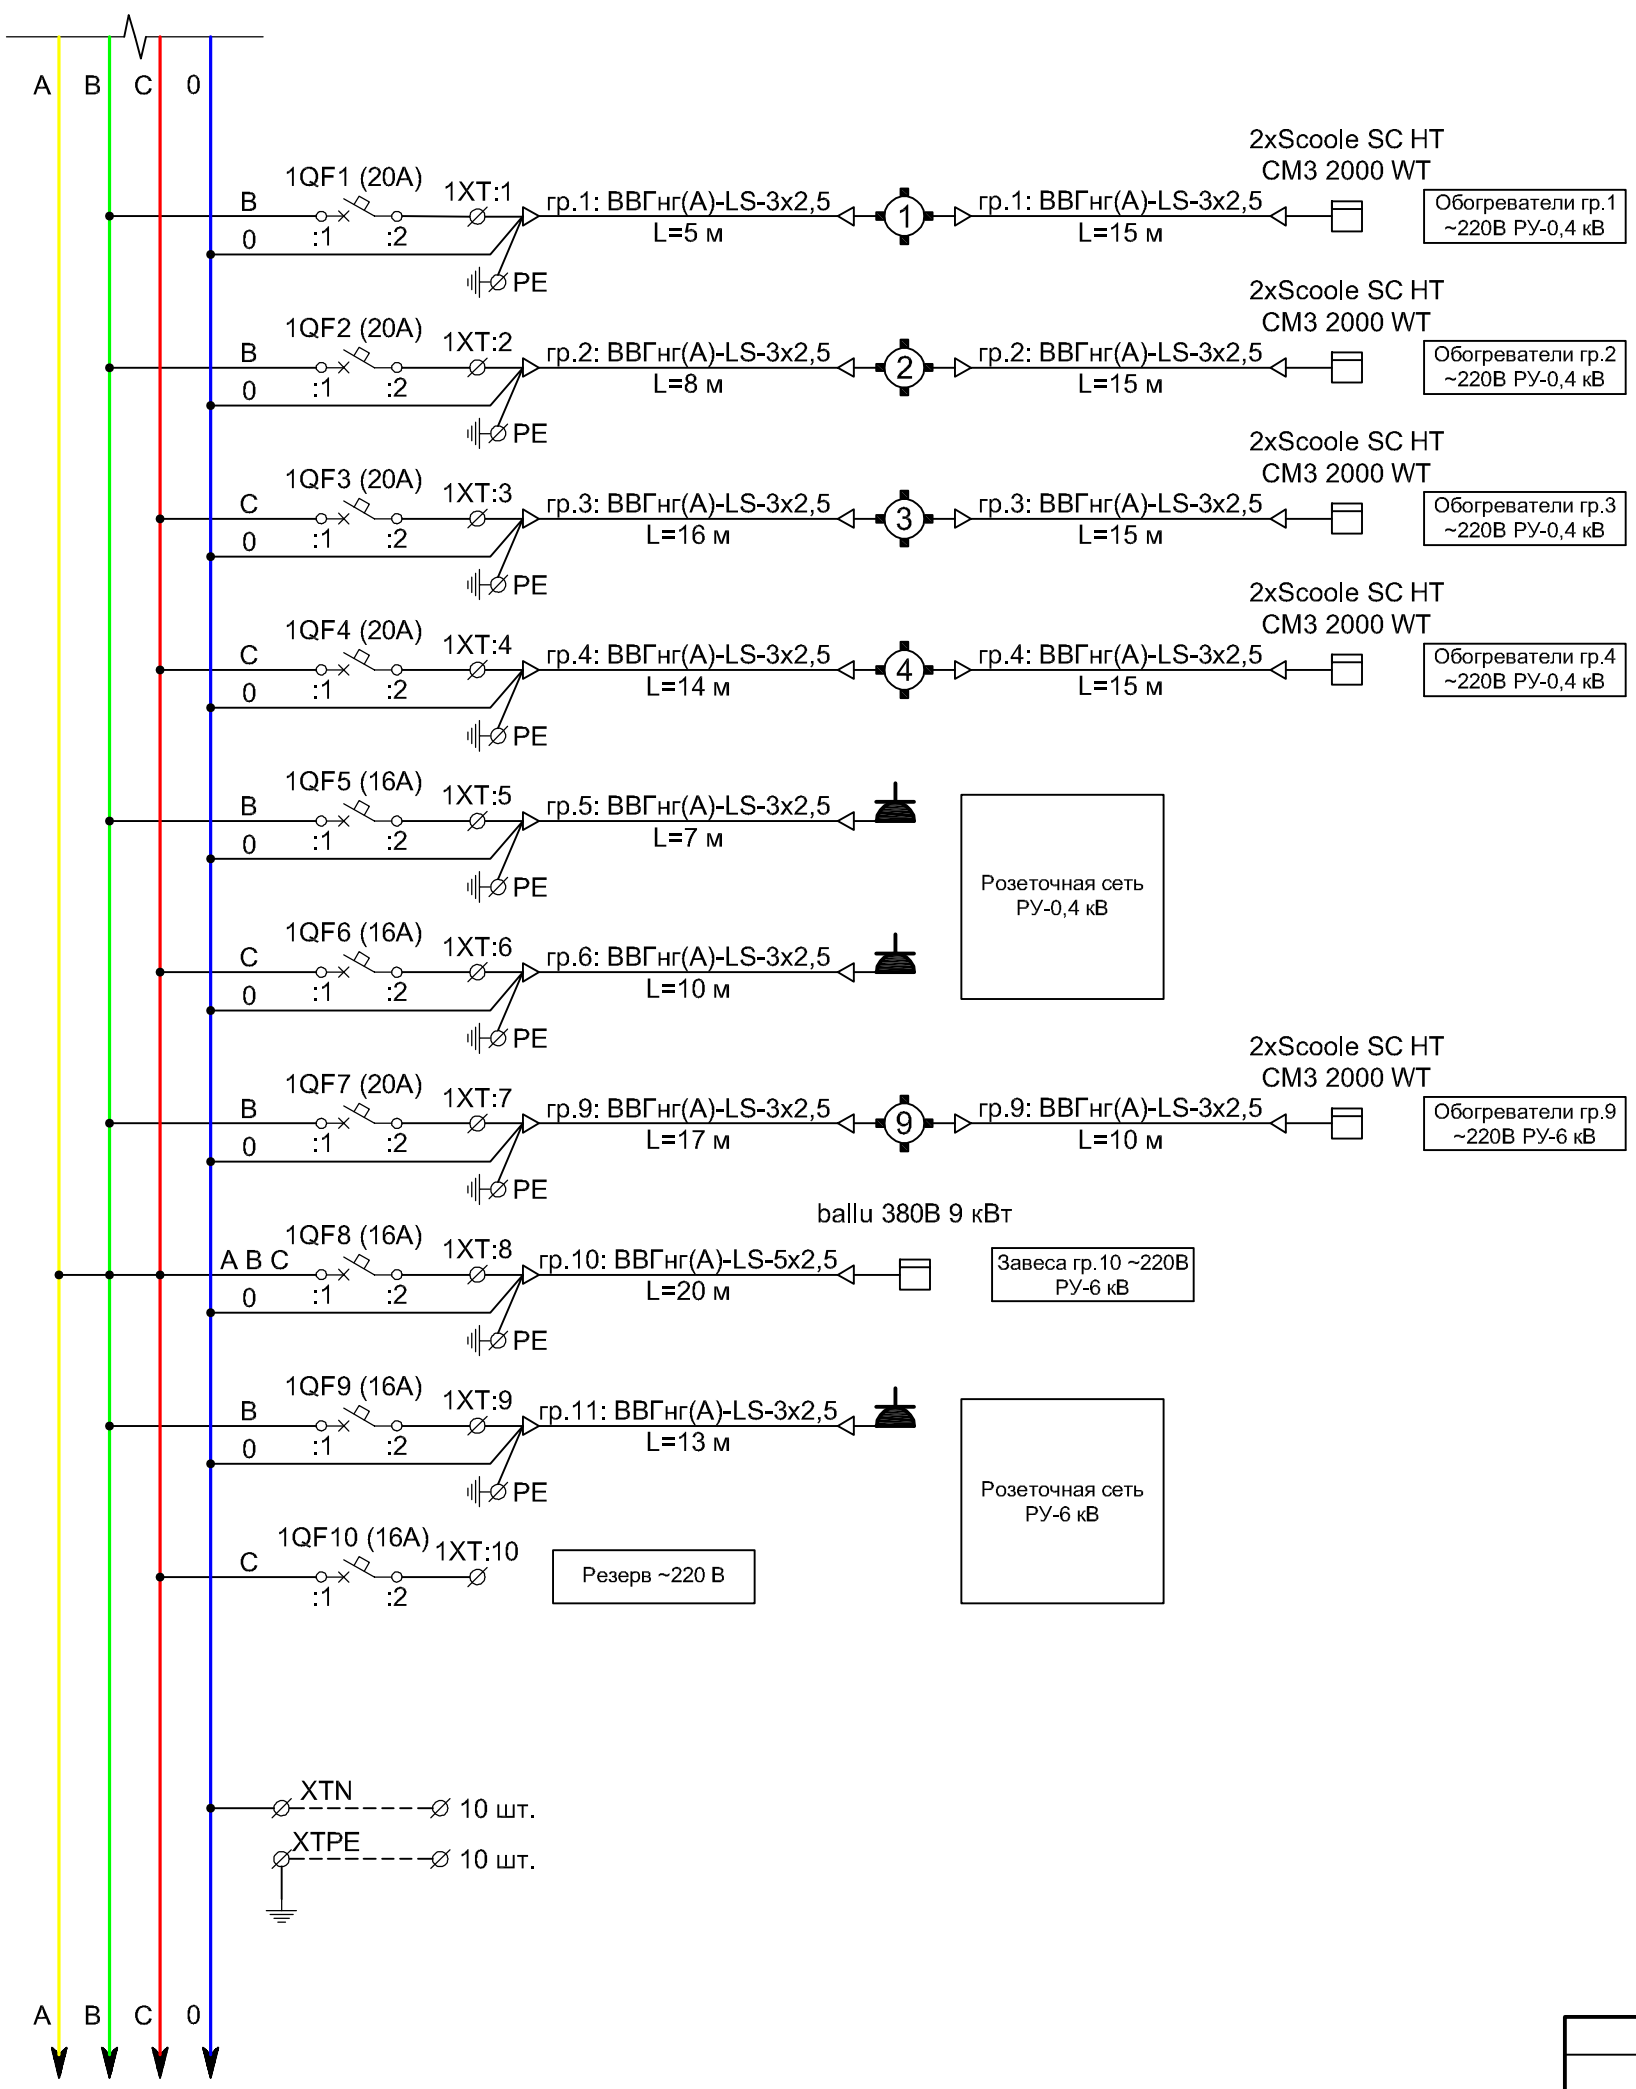 A B C 0
2xScoole SC HT
CM3 2000 WT
1QF1 (20A)
1XT:1
B
гр.1: ВВГнг(А)-LS-3х2,5
1
гр.1: ВВГнг(А)-LS-3х2,5
Обогреватели гр.1
~220В РУ-0,4 кВ
0
:1
:2
L=5 м
L=15 м
PE
2xScoole SC HT
CM3 2000 WT
1QF2 (20A)
1XT:2
B
гр.2: ВВГнг(А)-LS-3х2,5
2
гр.2: ВВГнг(А)-LS-3х2,5
Обогреватели гр.2
~220В РУ-0,4 кВ
0
:1
:2
L=8 м
L=15 м
PE
2xScoole SC HT
CM3 2000 WT
1QF3 (20A)
1XT:3
C
гр.3: ВВГнг(А)-LS-3х2,5
3
гр.3: ВВГнг(А)-LS-3х2,5
Обогреватели гр.3
~220В РУ-0,4 кВ
0
:1
:2
L=16 м
L=15 м
PE
2xScoole SC HT
CM3 2000 WT
1QF4 (20A)
1XT:4
C
гр.4: ВВГнг(А)-LS-3х2,5
4
гр.4: ВВГнг(А)-LS-3х2,5
Обогреватели гр.4
~220В РУ-0,4 кВ
0
:1
:2
L=14 м
L=15 м
PE
1QF5 (16A)
1XT:5
B
гр.5: ВВГнг(А)-LS-3х2,5
0
:1
:2
L=7 м
PE
Розеточная сеть
РУ-0,4 кВ
1QF6 (16A)
1XT:6
C
гр.6: ВВГнг(А)-LS-3х2,5
0
:1
:2
L=10 м
PE
2xScoole SC HT
CM3 2000 WT
1QF7 (20A)
1XT:7
B
гр.9: ВВГнг(А)-LS-3х2,5
9
гр.9: ВВГнг(А)-LS-3х2,5
Обогреватели гр.9
~220В РУ-6 кВ
0
:1
:2
L=17 м
L=10 м
PE
ballu 380В 9 кВт
1QF8 (16A)
1XT:8
A B C
гр.10: ВВГнг(А)-LS-5х2,5
Завеса гр.10 ~220В
РУ-6 кВ
0
:1
:2
L=20 м
PE
1QF9 (16A)
1XT:9
B
гр.11: ВВГнг(А)-LS-3х2,5
0
:1
:2
L=13 м
PE
Розеточная сеть
РУ-6 кВ
1QF10 (16A)
1XT:10
C
:1
:2
Резерв ~220 В
XTN
10 шт.
XTPE
10 шт.
A B C 0